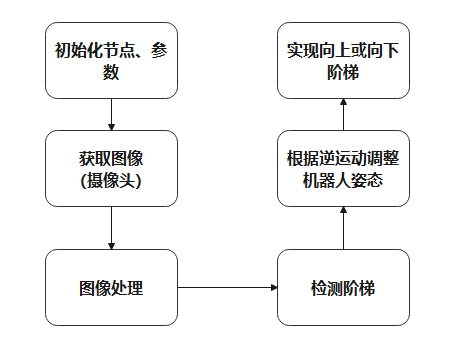 初始化节点、参
数
获取图像
（摄像头）
图像处理
检测阶梯
根据逆运动调整
机器人姿态
实现向上或向下
阶梯